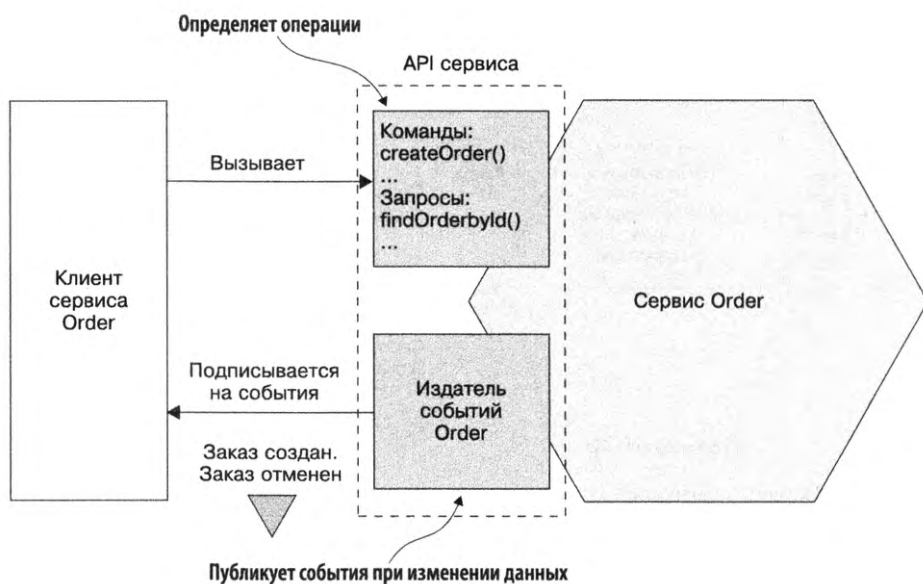 Определяет операции
API сервиса
Команды:
createOrder()
...
Запросы:
findOrderbyId()
...
Вызывает
Клиент
сервиса
Order
Сервис Order
Подписывается
на события
Издатель
событий
Order
Заказ создан.
Заказ отменен
Публикует события при изменении данных